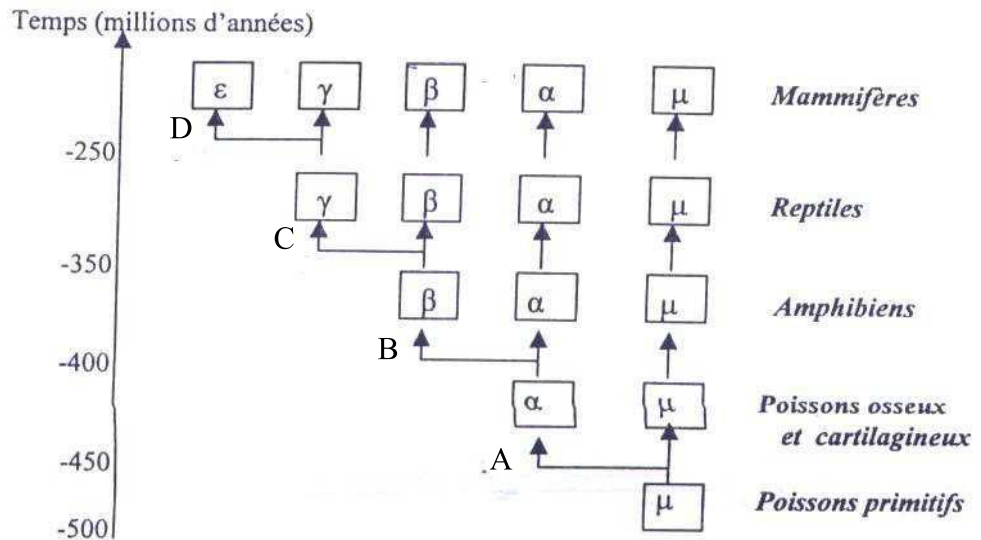 Temps (millions d'années)
ε γ β α μ Mammifères
D
-250
γ β α μ Reptiles
C
-350
β α μ Amphibiens
B
-400
α μ Poissons osseux
et cartilagineux
A
-450
μ Poissons primitifs
-500